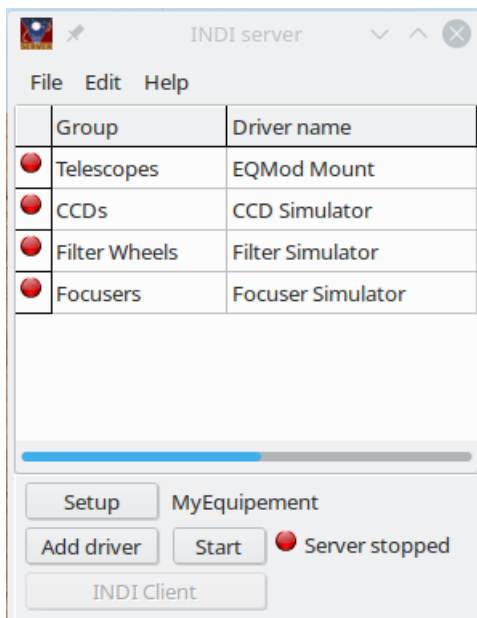 INDI server
File Edit Help
Group Driver name
Telescopes EQMod Mount
CCDs CCD Simulator
Filter Wheels Filter Simulator
Focusers Focuser Simulator
Setup MyEquipement
Add driver Start Server stopped
INDI Client